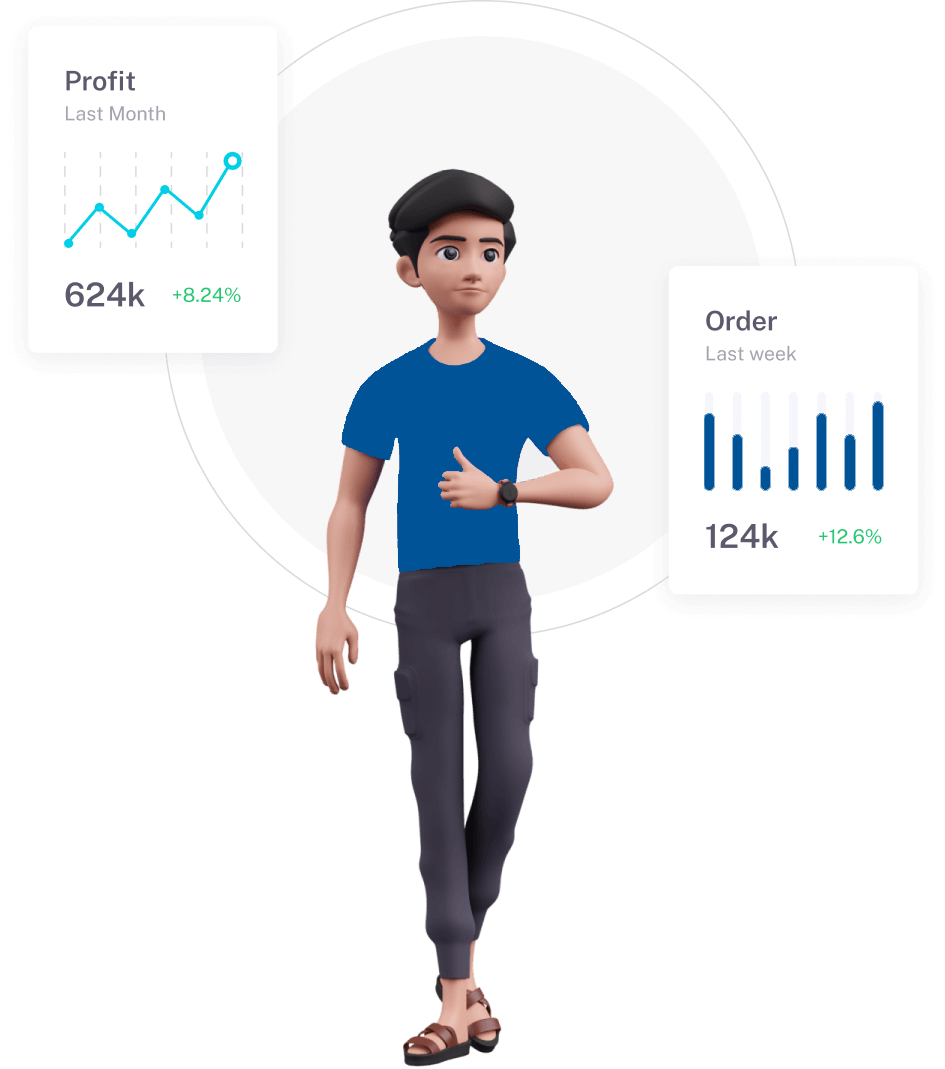 Profit
Last Month
624k +8.24%
Order
Last week
124k +12.6%